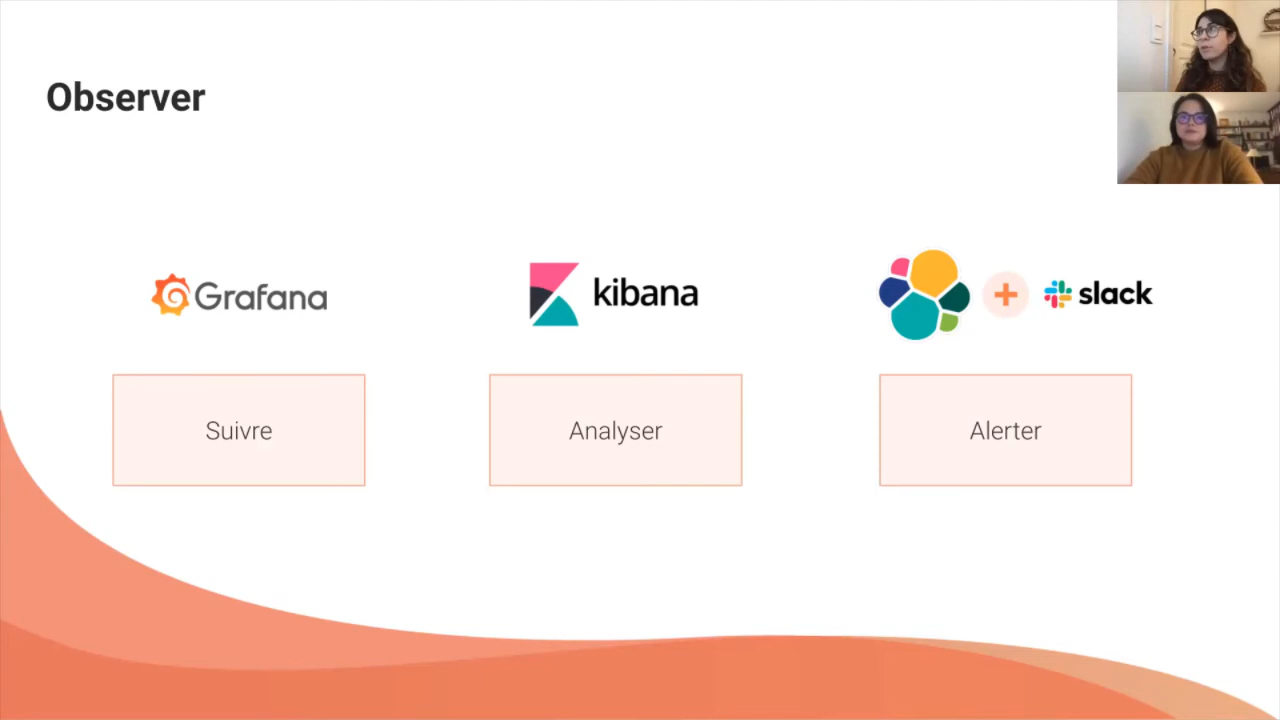 Observer
Grafana
kibana
+ slack
Suivre
Analyser
Alerter